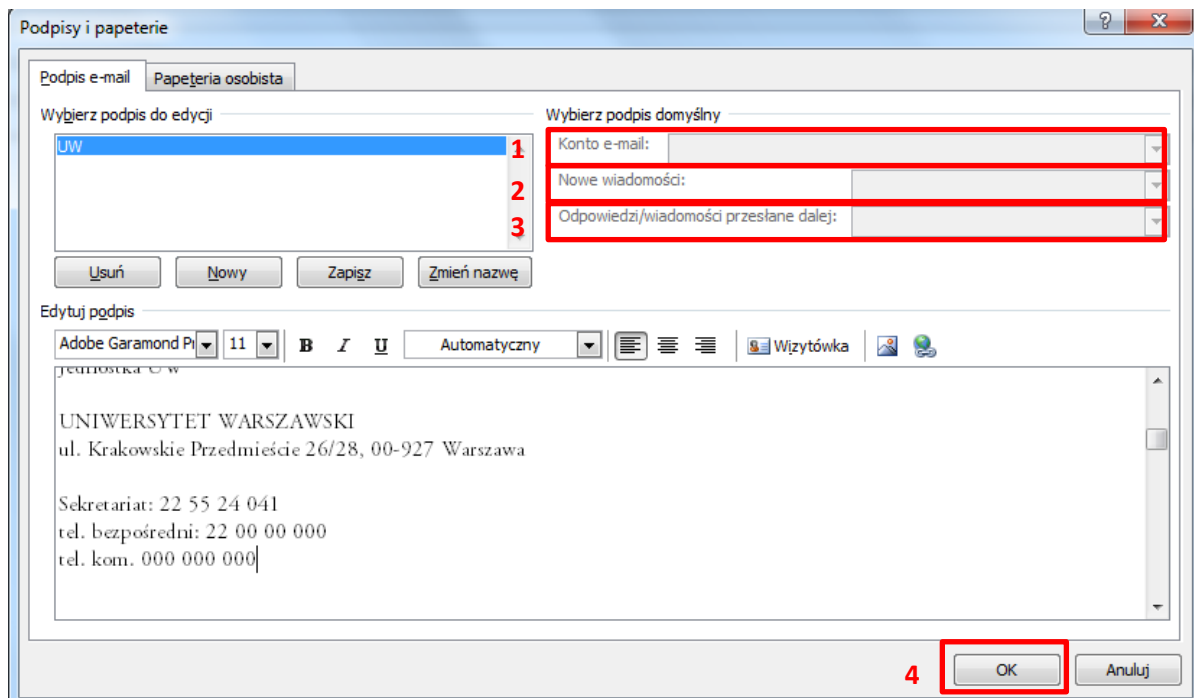 Podpisy i papeterie
Podpis e-mail Papeteria osobista
Wybierz podpis do edycji Wybierz podpis domyślny
UW 1 Konto e-mail:
2 Nowe wiadomości:
3 Odpowiedzi/wiadomości przesłane dalej:
Usuń Nowy Zapisz Zmień nazwę
Edytuj podpis
Adobe Garamond Pr 11 B I U Automatyczny Wizytówka
jednostka UW
UNIWERSYTET WARSZAWSKI
ul. Krakowskie Przedmieście 26/28, 00-927 Warszawa
Sekretariat: 22 55 24 041
tel. bezpośredni: 22 00 00 000
tel. kom. 000 000 000
4 OK Anuluj